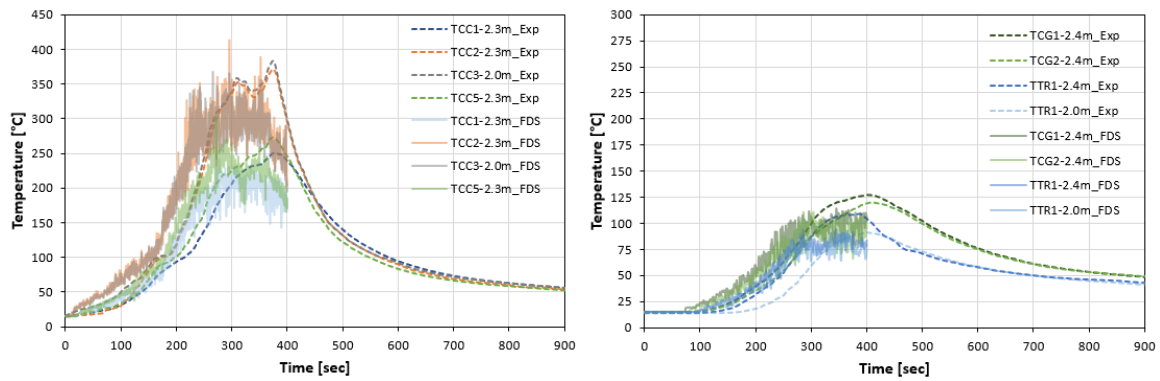 450
400
350
300
250
200
150
100
50
0
Temperature [°C]
0 100 200 300 400 500 600 700 800 900
Time [sec]
TCC1-2.3m_Exp
TCC2-2.3m_Exp
TCC3-2.0m_Exp
TCC5-2.3m_Exp
TCC1-2.3m_FDS
TCC2-2.3m_FDS
TCC3-2.0m_FDS
TCC5-2.3m_FDS
300
275
250
225
200
175
150
125
100
75
50
25
0
Temperature [°C]
0 100 200 300 400 500 600 700 800 900
Time [sec]
TCG1-2.4m_Exp
TCG2-2.4m_Exp
TTR1-2.4m_Exp
TTR1-2.0m_Exp
TCG1-2.4m_FDS
TCG2-2.4m_FDS
TTR1-2.4m_FDS
TTR1-2.0m_FDS